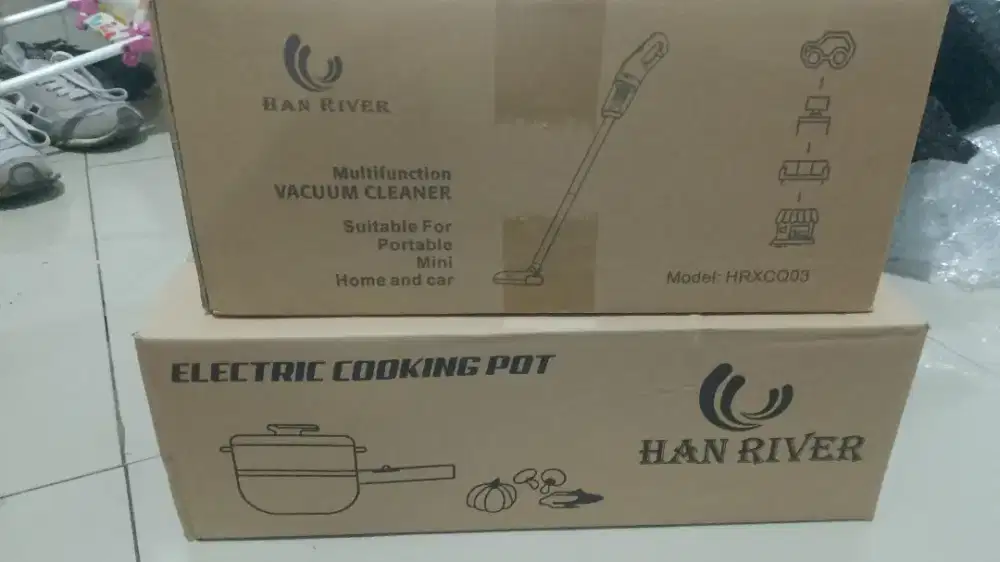 HAN RIVER
Multifunction
VACUUM CLEANER
Suitable For
Portable
Mini
Home and car
Model: HRXCQ03
ELECTRIC COOKING POT
HAN RIVER